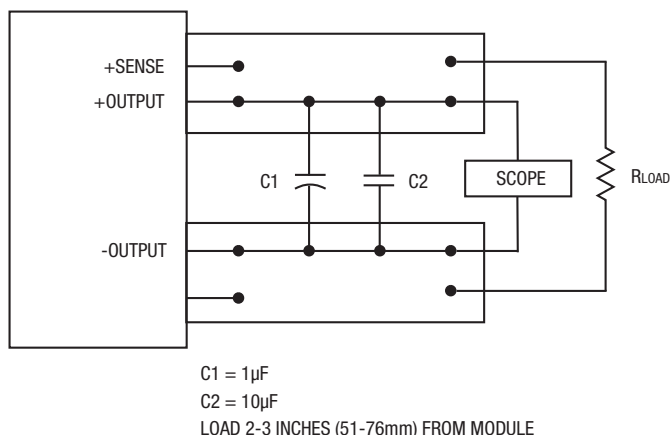 +SENSE
+OUTPUT
C1
C2
SCOPE
RLOAD
-OUTPUT
C1 = 1µF
C2 = 10µF
LOAD 2-3 INCHES (51-76mm) FROM MODULE